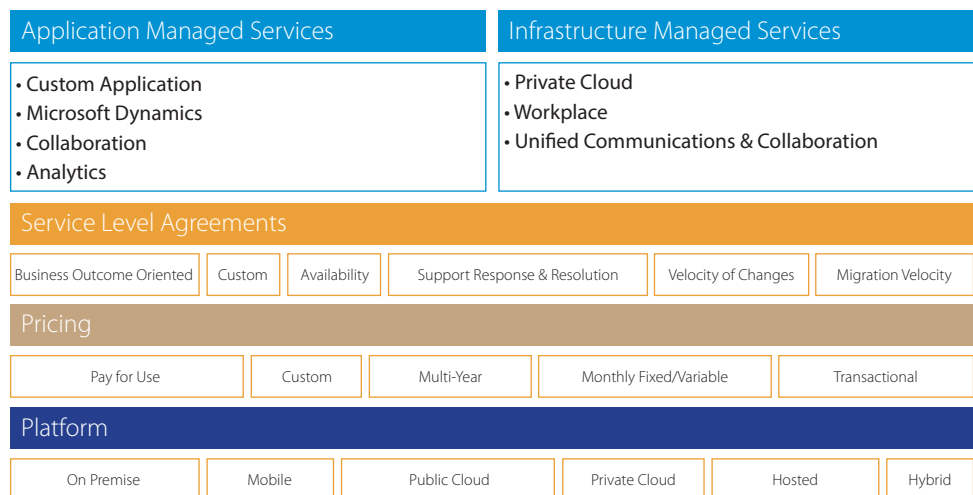 Application Managed Services
Infrastructure Managed Services
• Custom Application
• Microsoft Dynamics
• Collaboration
• Analytics
• Private Cloud
• Workplace
• Unified Communications & Collaboration
Service Level Agreements
Business Outcome Oriented
Custom
Availability
Support Response & Resolution
Velocity of Changes
Migration Velocity
Pricing
Pay for Use
Custom
Multi-Year
Monthly Fixed/Variable
Transactional
Platform
On Premise
Mobile
Public Cloud
Private Cloud
Hosted
Hybrid